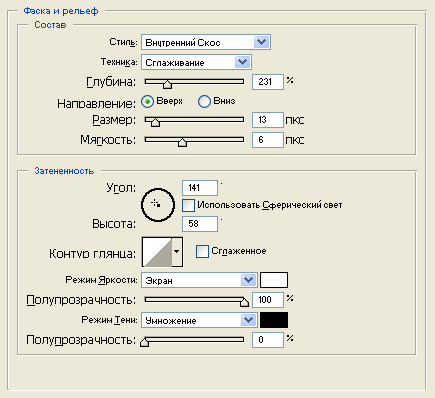 Фаска и рельеф
Состав
Стиль: Внутренний Скос
Техника: Сглаживание
Глубина: 231 %
Направление: Вверх Вниз
Размер: 13 пкс
Мягкость: 6 пкс
Затененность
Угол: 141 °
Использовать Сферический свет
Высота: 58 °
Контур глянца: Сглаженное
Режим Яркости: Экран
Полупрозрачность: 100 %
Режим Тени: Умножение
Полупрозрачность: 0 %